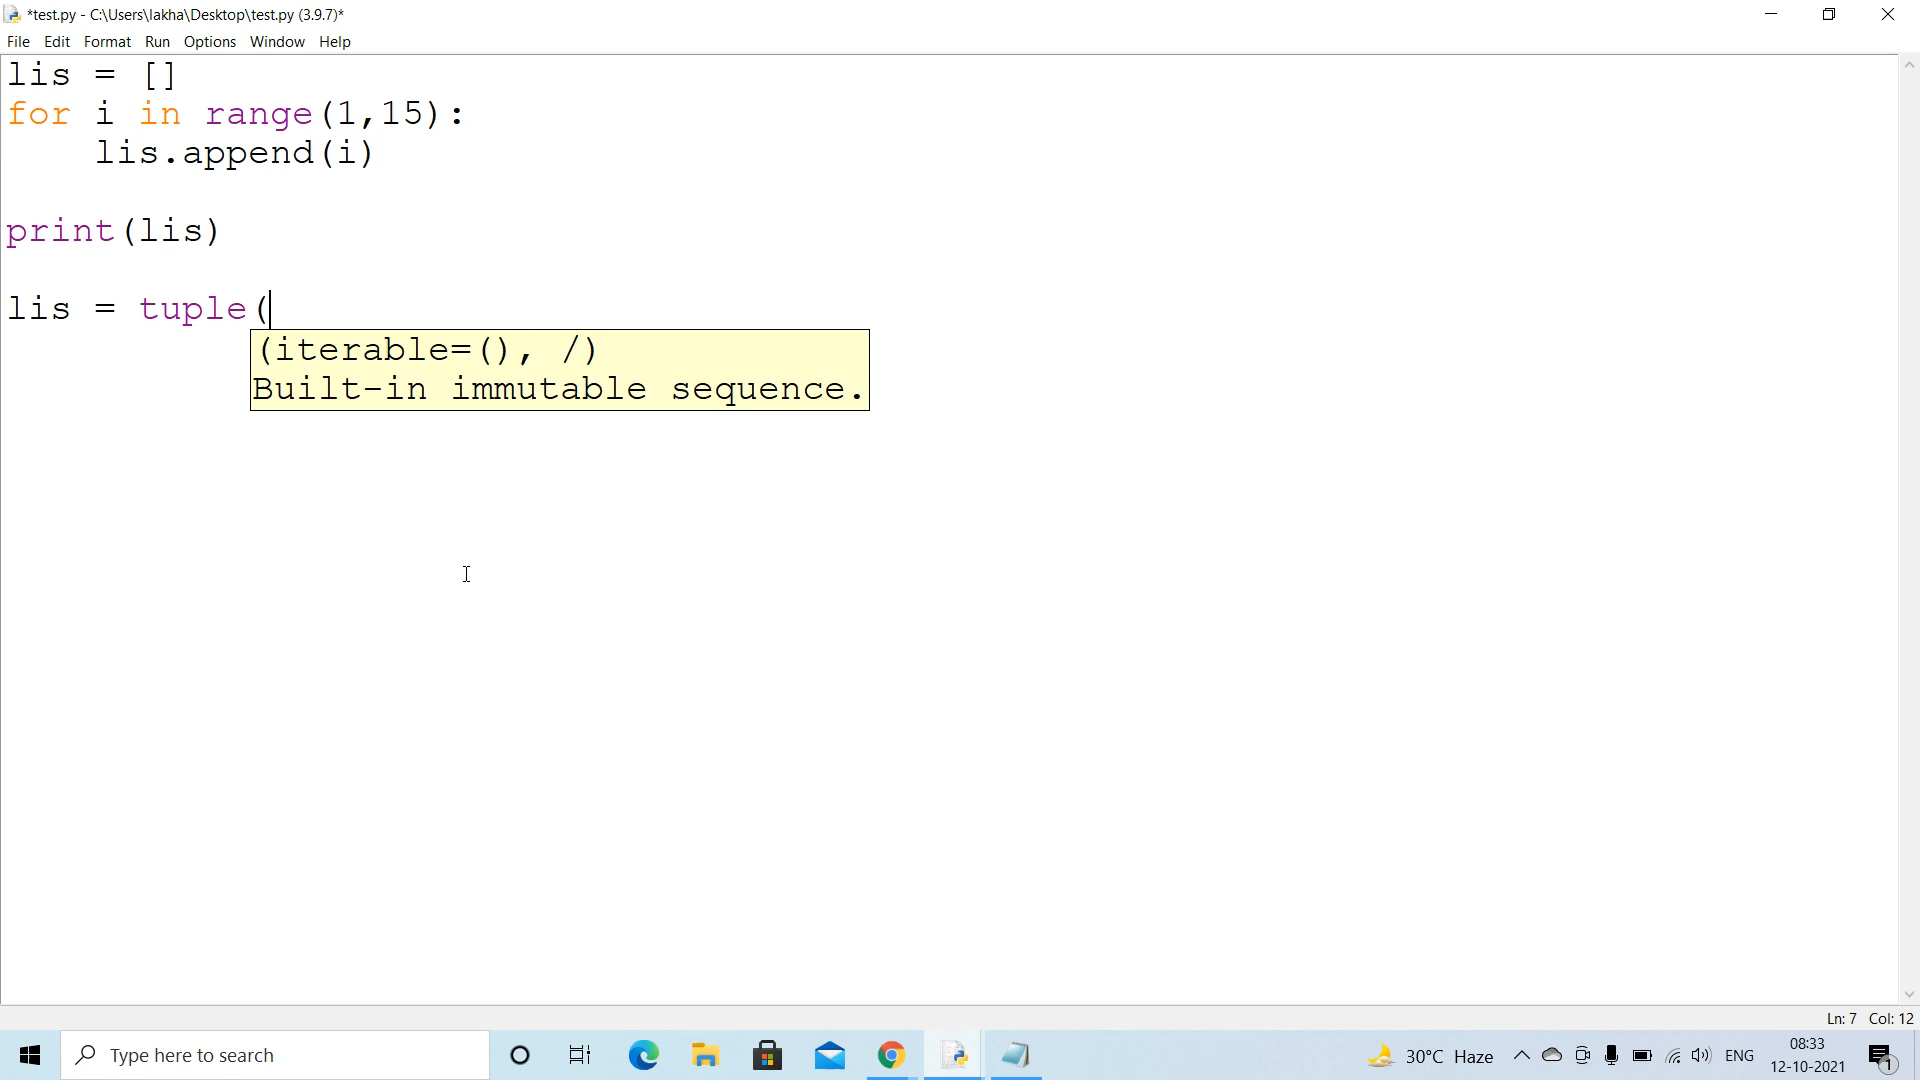 *test.py - C:\Users\lakha\Desktop\test.py (3.9.7)*
File Edit Format Run Options Window Help
lis = []
for i in range(1,15):
    lis.append(i)
print(lis)
lis = tuple(
(iterable=(), /)
Built-in immutable sequence.
Ln: 7 Col: 12
Type here to search
30°C Haze
ENG
08:33
12-10-2021
1